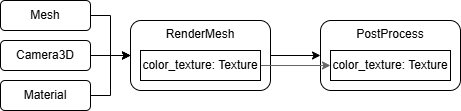 Mesh
Camera3D
Material
RenderMesh
color_texture: Texture
PostProcess
color_texture: Texture